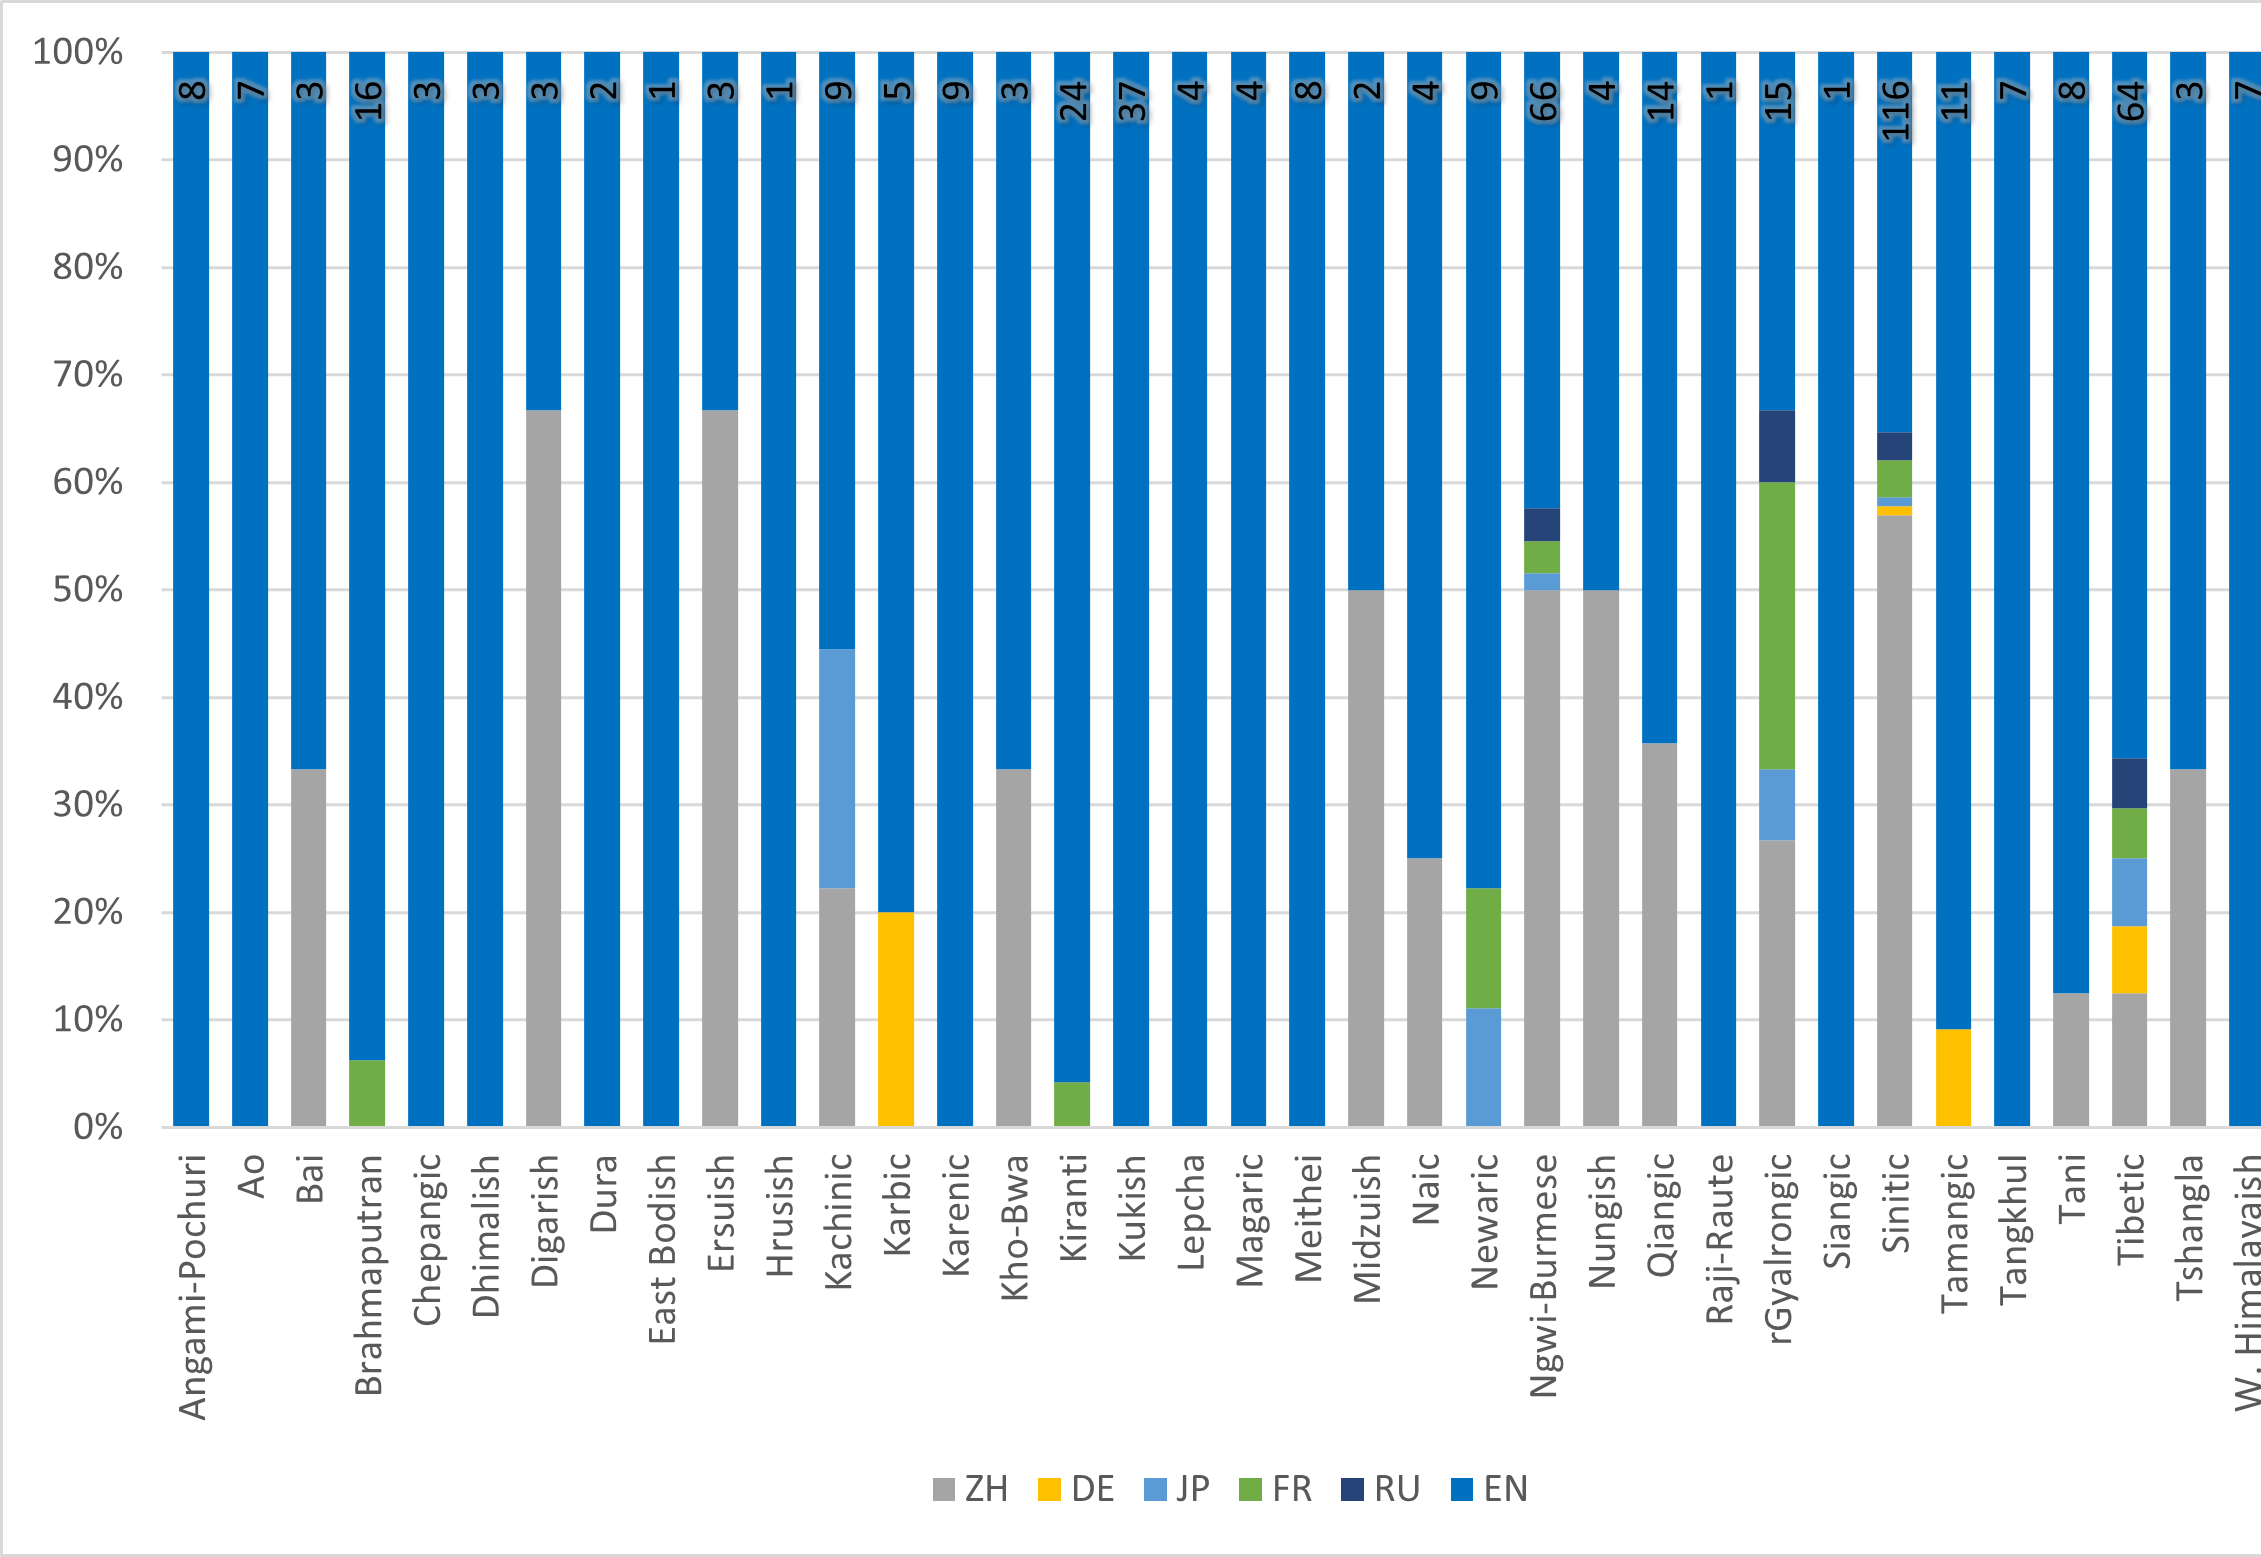 100%
90%
80%
70%
60%
50%
40%
30%
20%
10%
0%
8
7
3
16
3
3
3
2
1
3
1
9
5
9
3
24
37
4
4
8
2
4
9
66
4
14
1
15
1
116
11
7
8
64
3
7
Angami-Pochuri
Ao
Bai
Brahmaputran
Chepangic
Dhimalish
Digarish
Dura
East Bodish
Ersuish
Hrusish
Kachinic
Karbic
Karenic
Kho-Bwa
Kiranti
Kukish
Lepcha
Magaric
Meithei
Midzuish
Naic
Newaric
Ngwi-Burmese
Nungish
Qiangic
Raji-Raute
rGyalrongic
Siangic
Sinitic
Tamangic
Tangkhul
Tani
Tibetic
Tshangla
W. Himalayaish
ZH DE JP FR RU EN